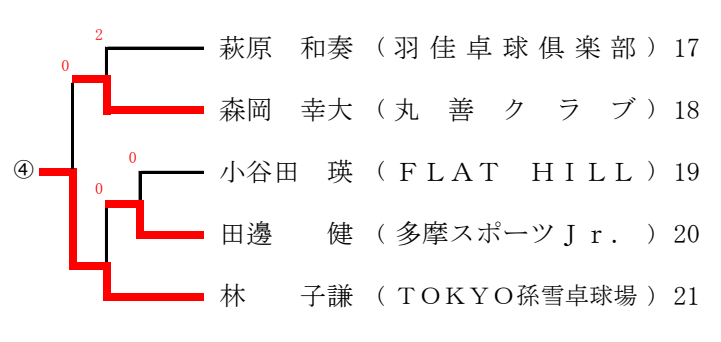 2
萩原　和奏（羽佳卓球倶楽部）17
0
森岡　幸大（丸善クラブ）18
④
0
小谷田　瑛（ＦＬＡＴ　ＨＩＬＬ）19
0
田邊　健（多摩スポーツＪｒ．）20
林　子謙（ＴＯＫＹＯ孫雪卓球場）21